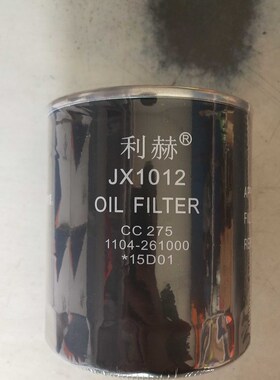 利赫®
JX1012
OIL FILTER
CC 275
1104-261000
*15D01